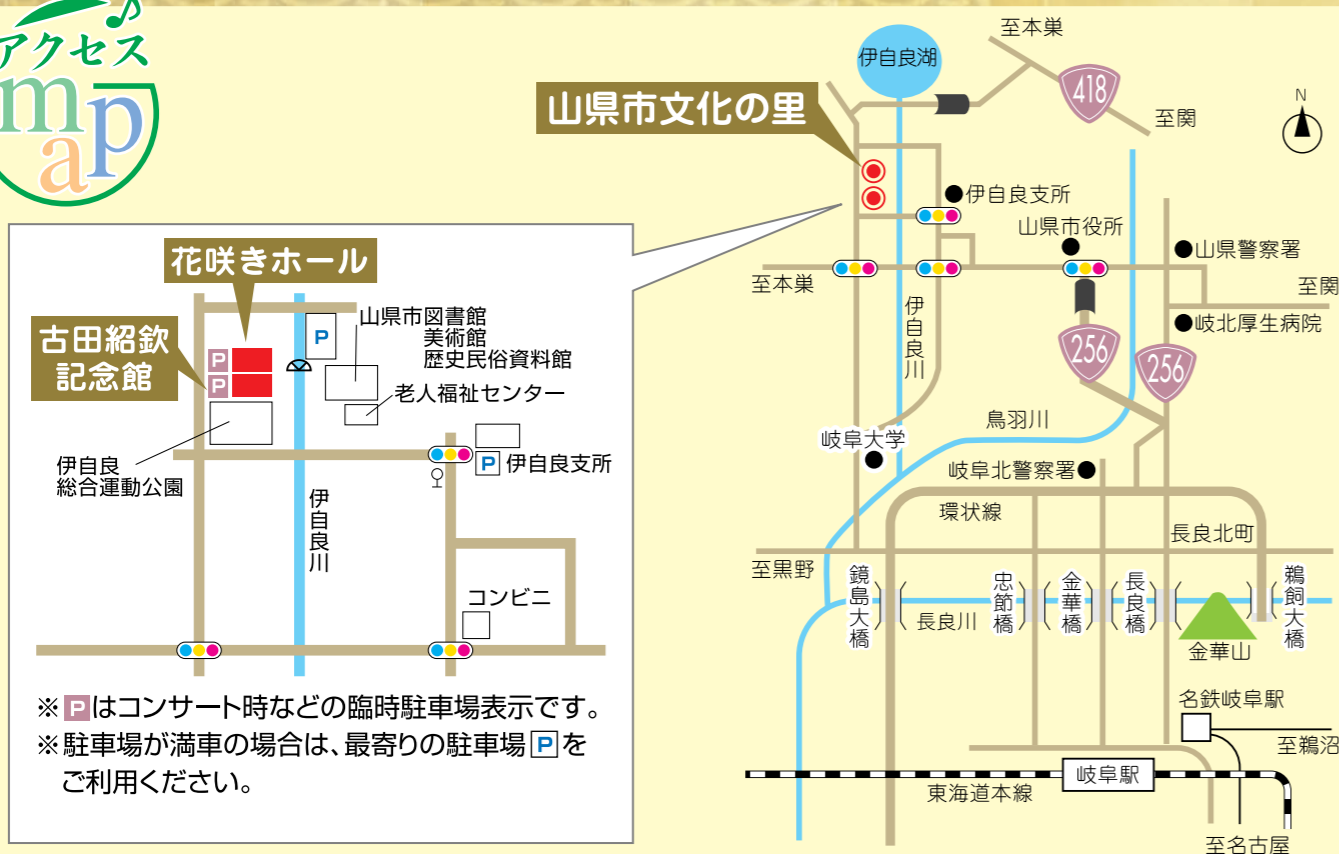 アクセス
map
山県市文化の里
伊自良湖
至本巣
418
至関
N
伊自良支所
山県市役所
山県警察署
至本巣
至関
伊自良川
岐北厚生病院
256
256
鳥羽川
岐阜大学
岐阜北警察署
環状線
長良北町
至黒野
鏡島大橋
長良川
忠節橋
金華橋
長良橋
金華山
鵜飼大橋
名鉄岐阜駅
至鵜沼
岐阜駅
東海道本線
至名古屋
花咲きホール
古田紹欽
記念館
P
P
P
山県市図書館
美術館
歴史民俗資料館
老人福祉センター
伊自良
総合運動公園
P 伊自良支所
伊自良川
コンビニ
※Pはコンサート時などの臨時駐車場表示です。
※駐車場が満車の場合は、最寄りの駐車場Pを
ご利用ください。